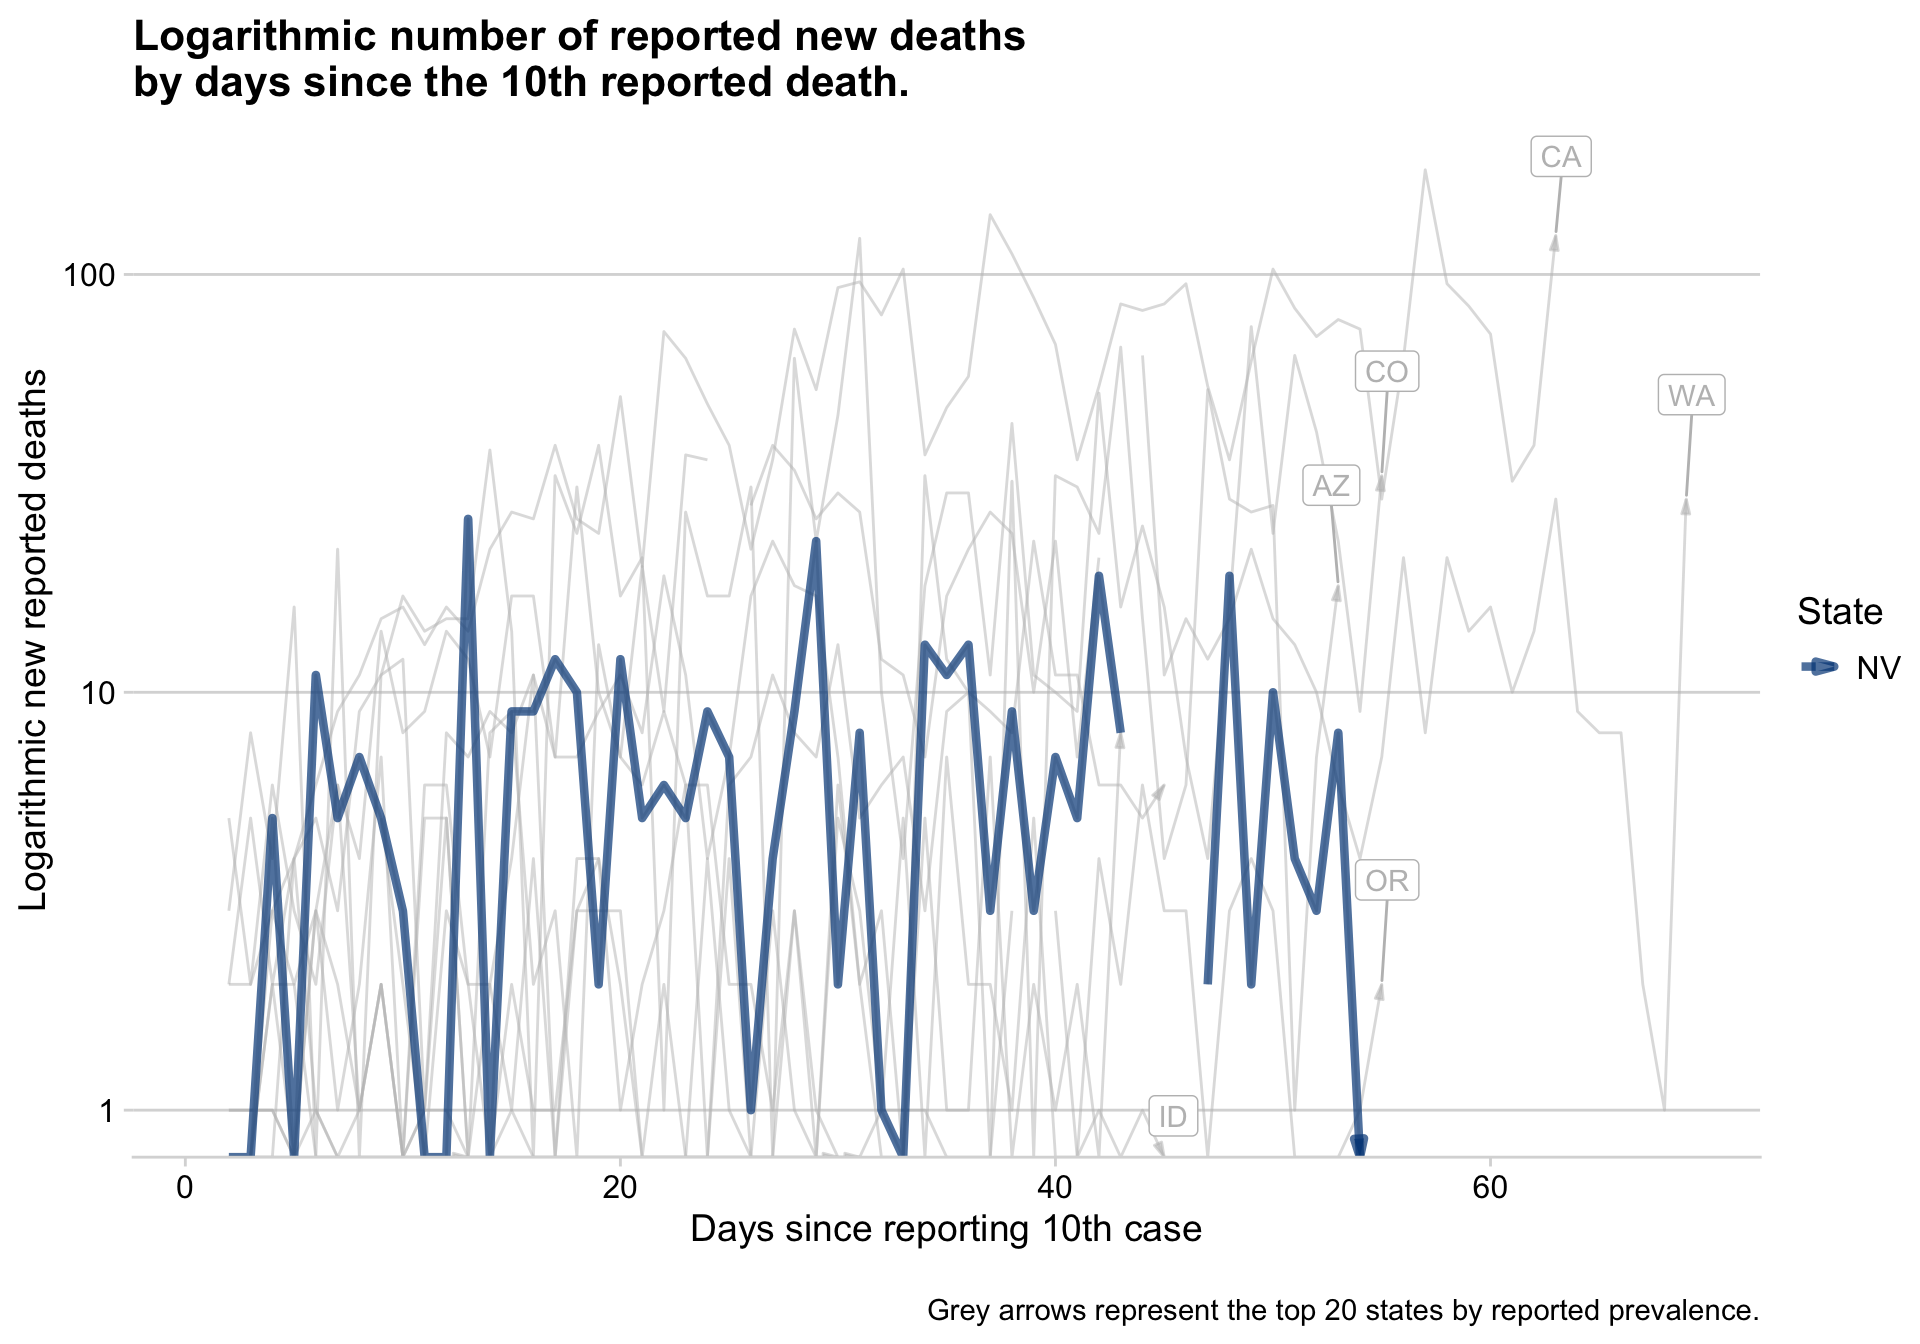 Logarithmic number of reported new deaths
by days since the 10th reported death.
CA
100
CO
WA
AZ
Logarithmic new reported deaths
State
NV
10
OR
1
ID
0
20
40
60
Days since reporting 10th case
Grey arrows represent the top 20 states by reported prevalence.